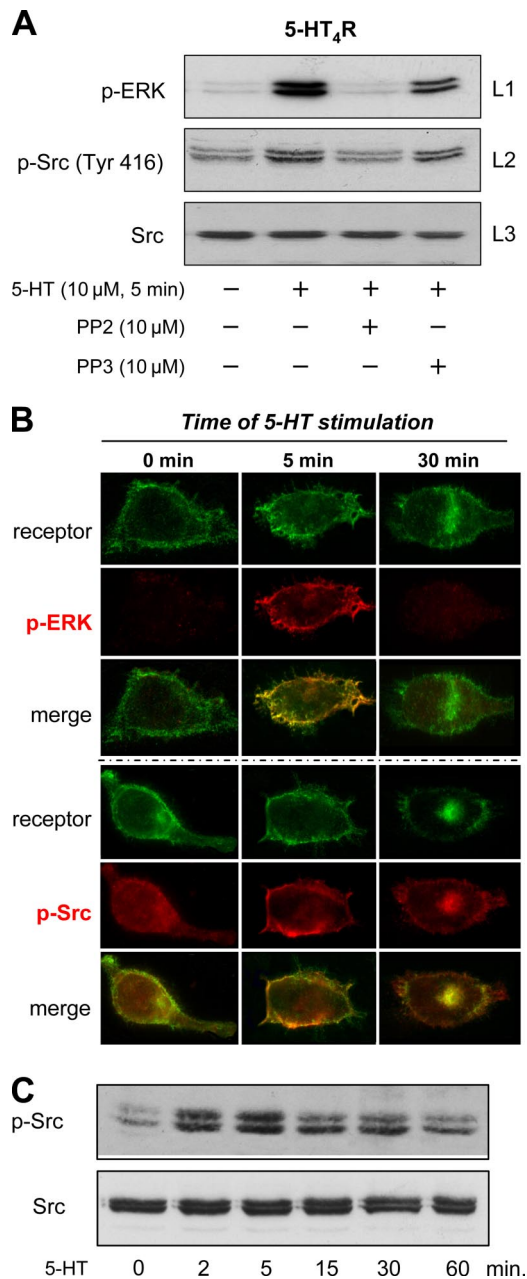 A
5-HT₄R
p-ERK
L1
p-Src (Tyr 416)
L2
Src
L3
5-HT (10 µM, 5 min) − + + +
PP2 (10 µM) − − + −
PP3 (10 µM) − − − +
B
Time of 5-HT stimulation
0 min 5 min 30 min
receptor
p-ERK
merge
receptor
p-Src
merge
C
p-Src
Src
5-HT 0 2 5 15 30 60 min.